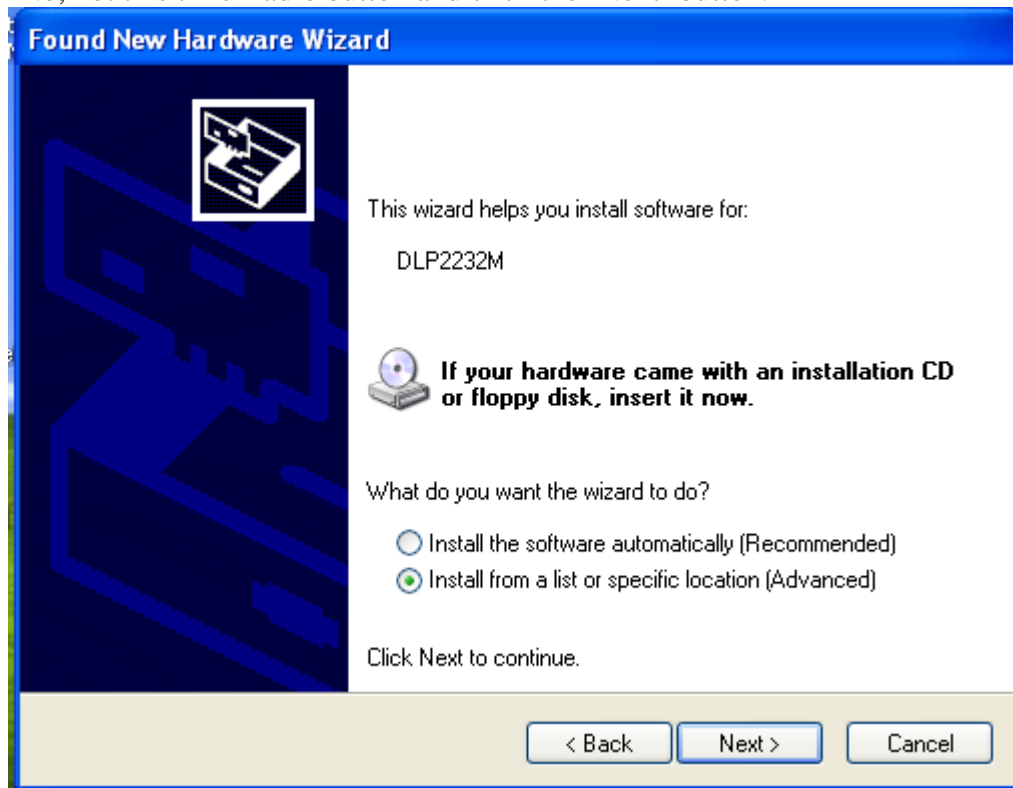 Found New Hardware Wizard
This wizard helps you install software for:
DLP2232M
If your hardware came with an installation CD
or floppy disk, insert it now.
What do you want the wizard to do?
Install the software automatically (Recommended)
Install from a list or specific location (Advanced)
Click Next to continue.
< Back
Next >
Cancel